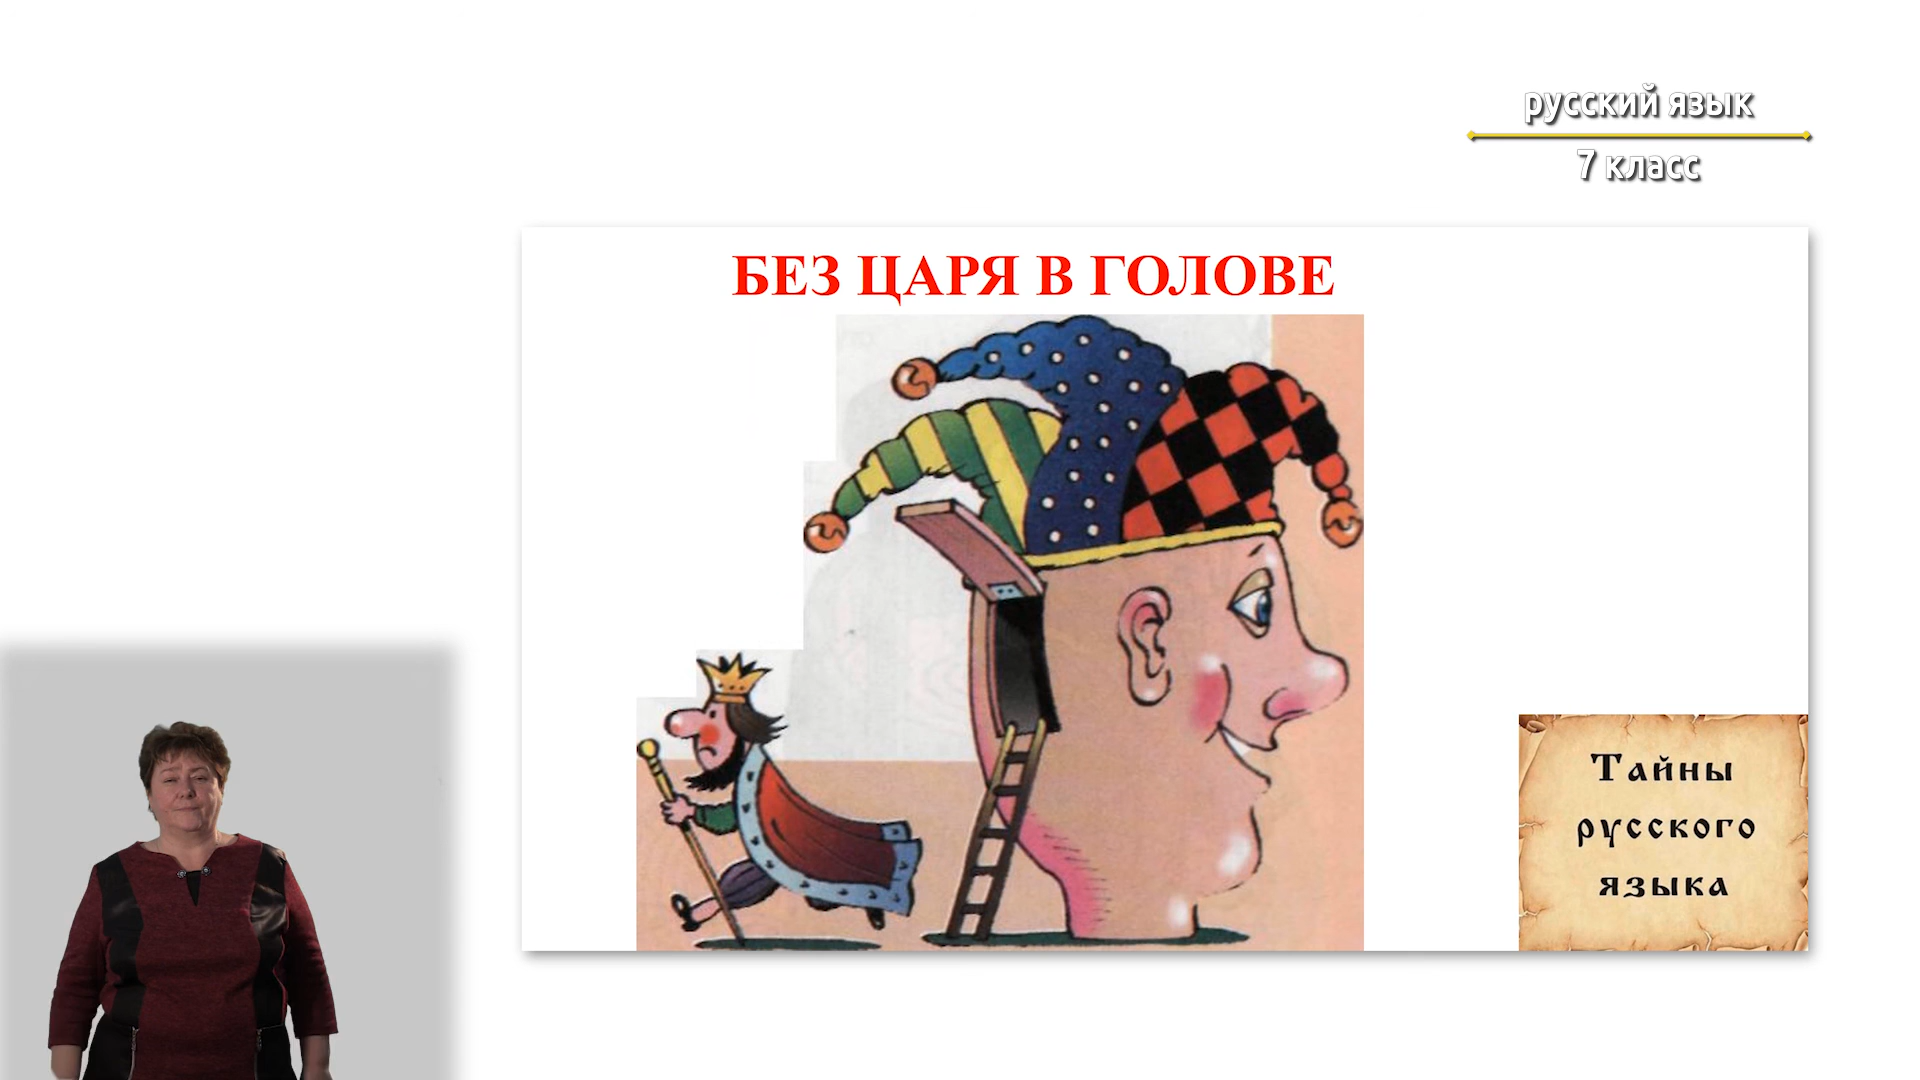 русский язык
7 класс
БЕЗ ЦАРЯ В ГОЛОВЕ
Тайны
русского
языка